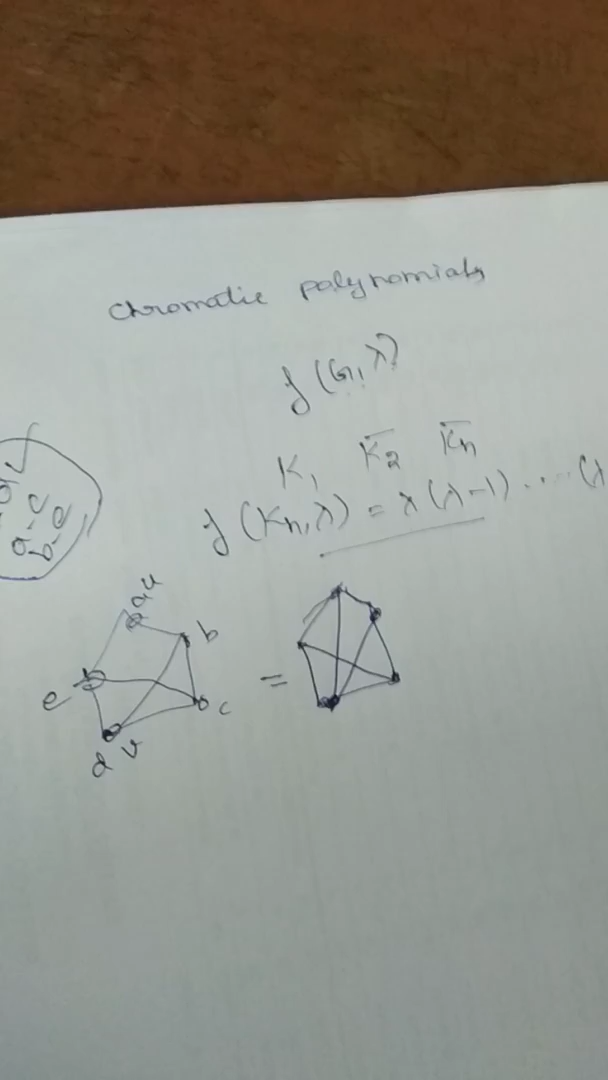 chromatic polynomials
f(G, λ)
K₁ K̅₂ K̅n
f(Kn, λ) = λ(λ-1)....(λ
a-c
b-e
a u
b
e
=
c
d v